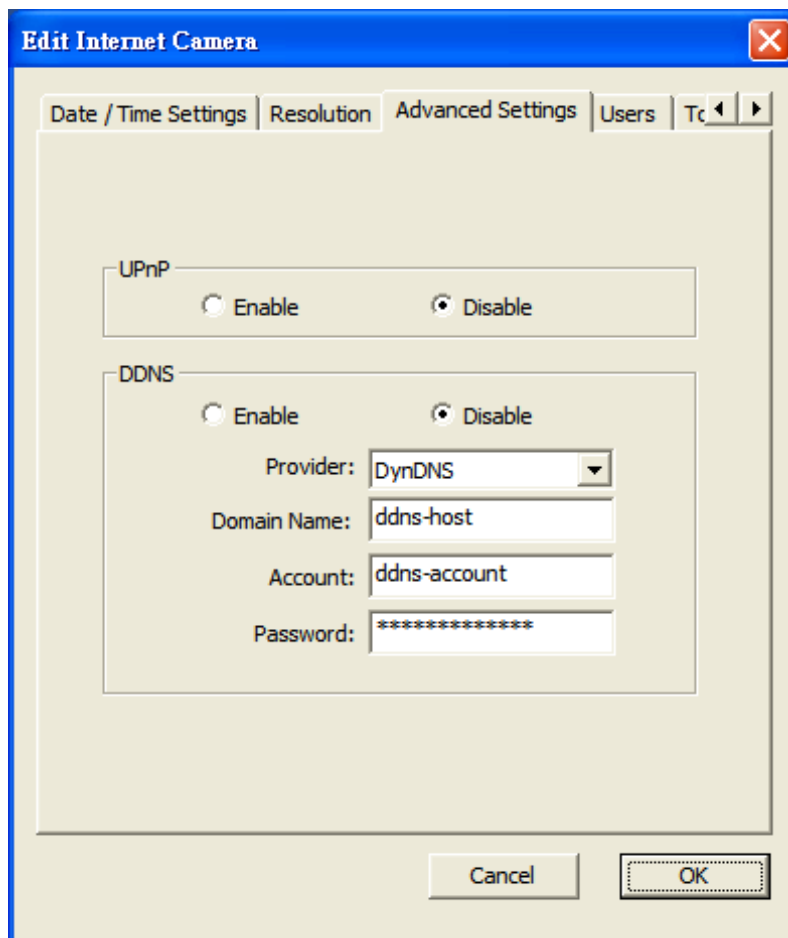 Edit Internet Camera
Date / Time Settings Resolution Advanced Settings Users
UPnP
Enable Disable
DDNS
Enable Disable
Provider: DynDNS
Domain Name: ddns-host
Account: ddns-account
Password: *************
Cancel OK